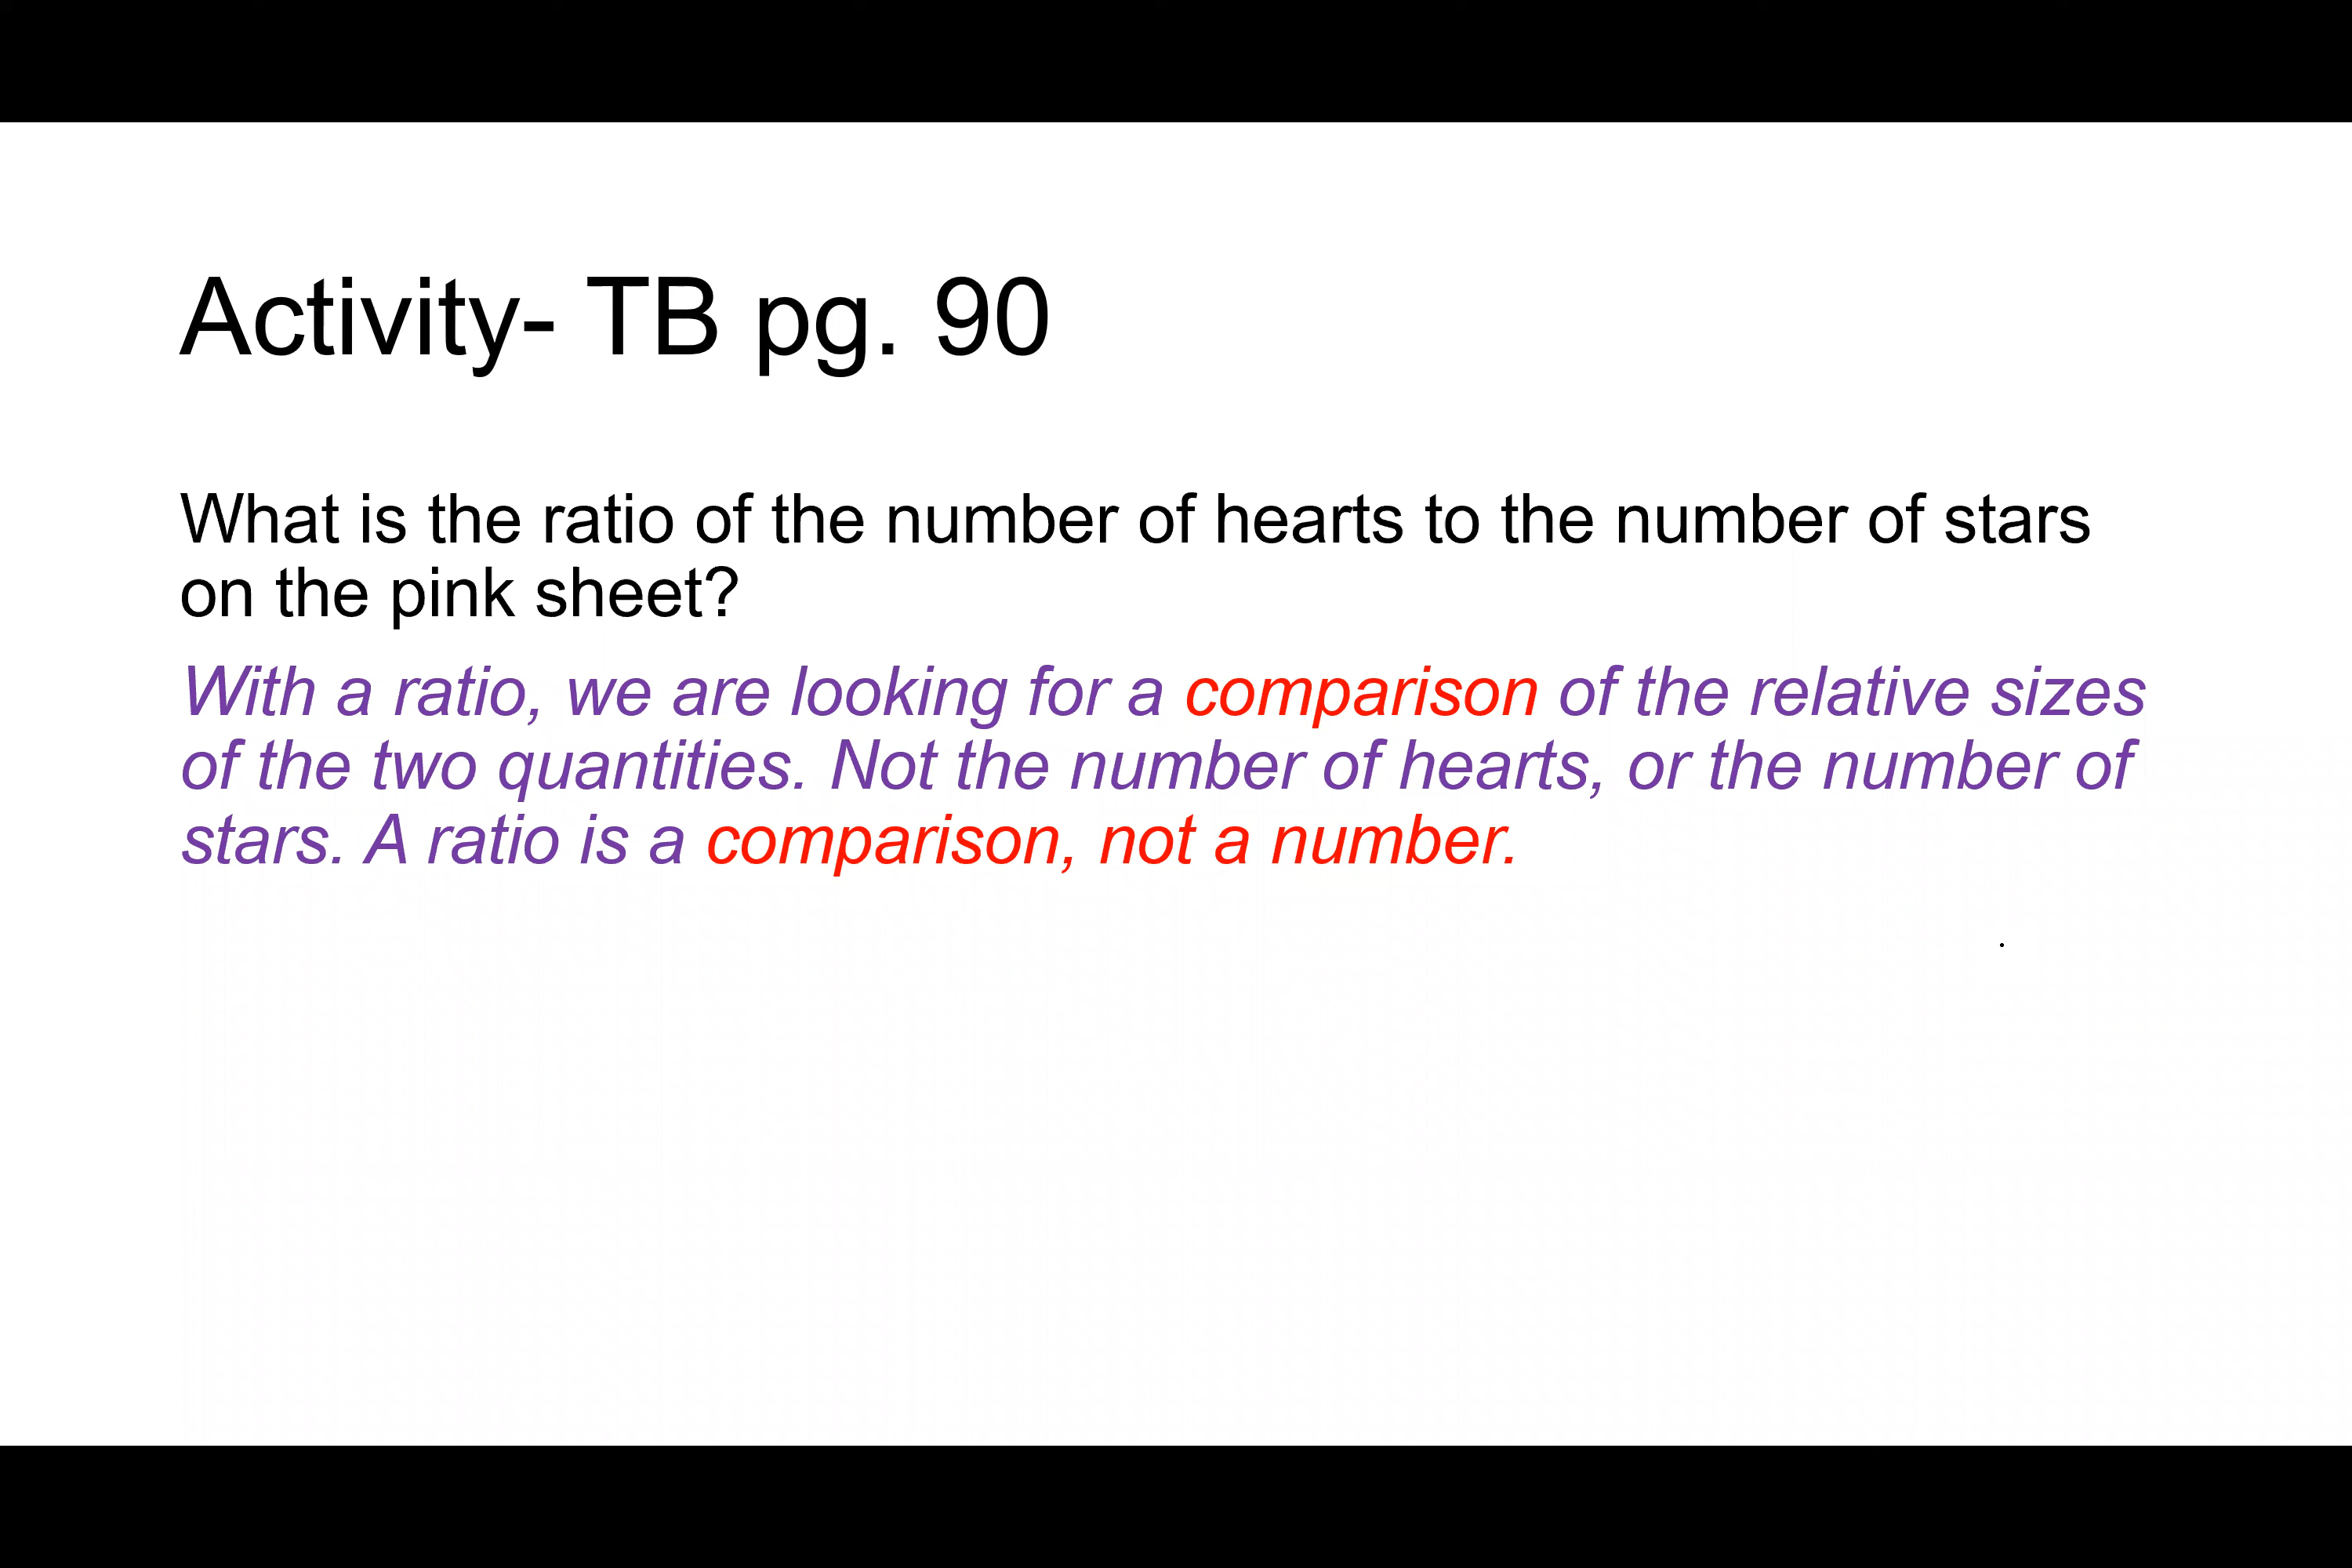 Activity- TB pg. 90
What is the ratio of the number of hearts to the number of stars
on the pink sheet?
With a ratio, we are looking for a comparison of the relative sizes
of the two quantities. Not the number of hearts, or the number of
stars. A ratio is a comparison, not a number.